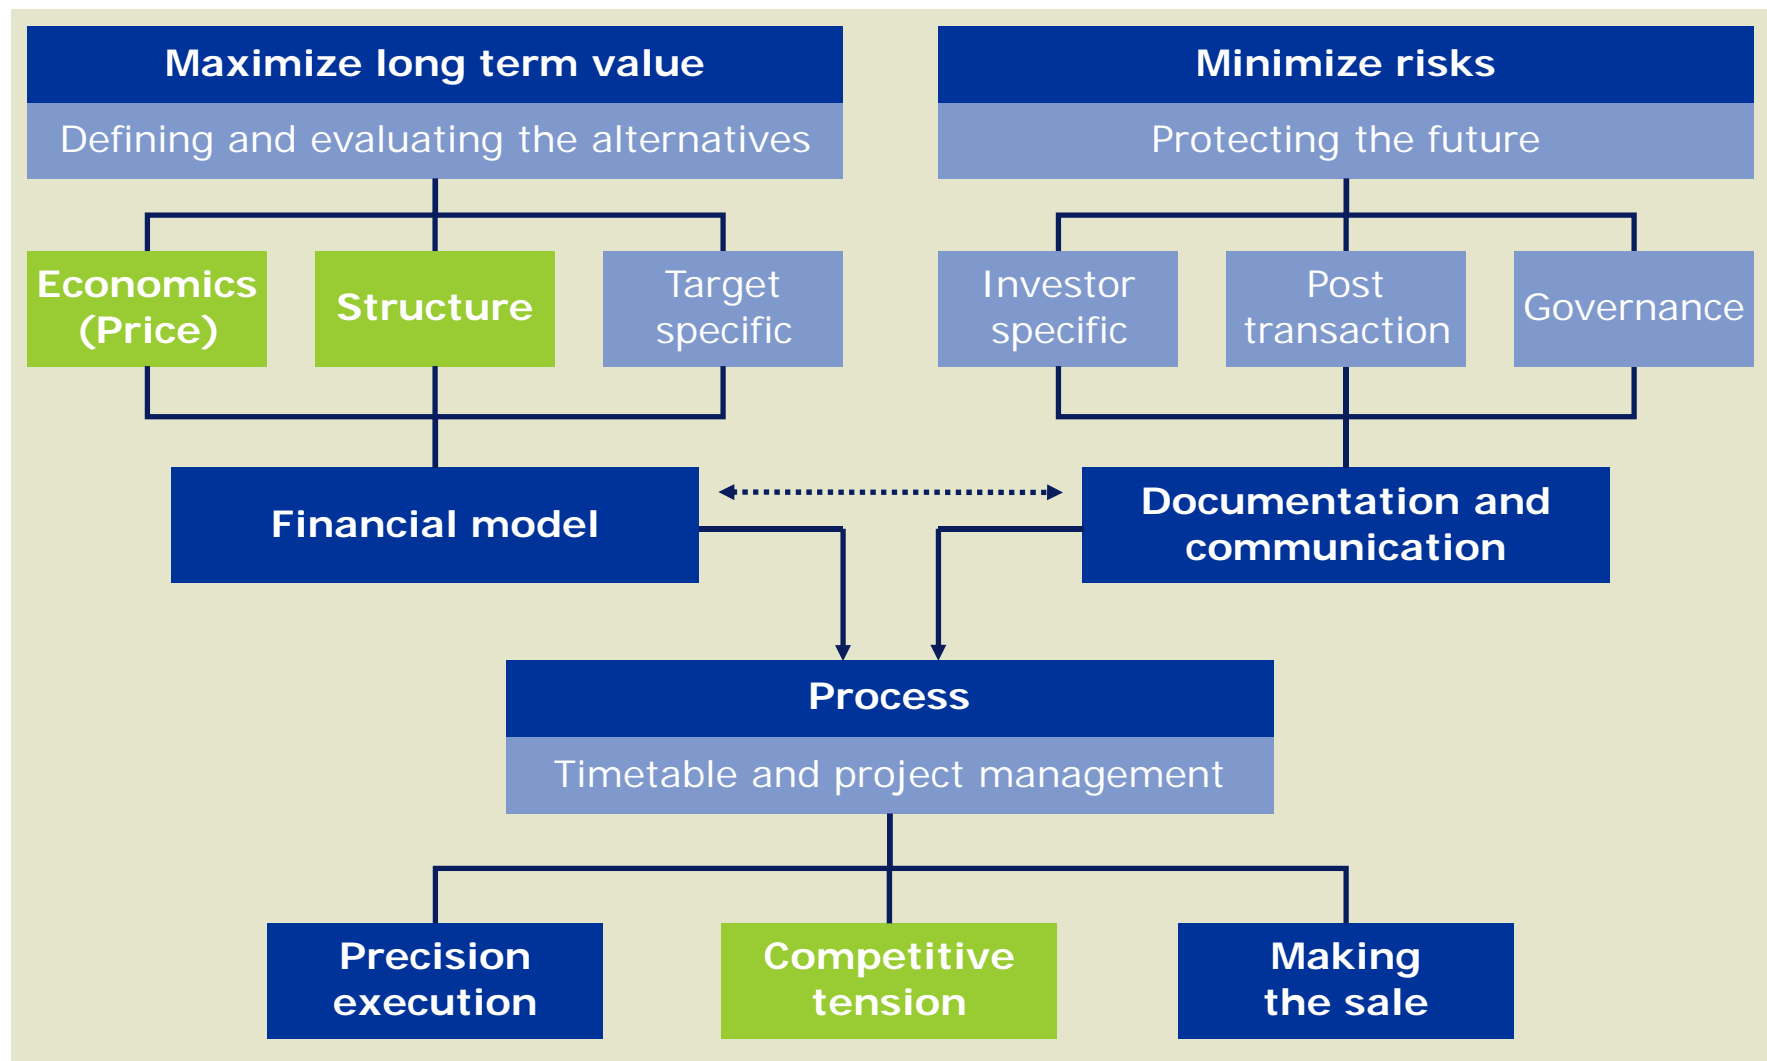 Maximize long term value
Defining and evaluating the alternatives
Minimize risks
Protecting the future
Economics
(Price)
Structure
Target
specific
Investor
specific
Post
transaction
Governance
Financial model
Documentation and
communication
Process
Timetable and project management
Precision
execution
Competitive
tension
Making
the sale